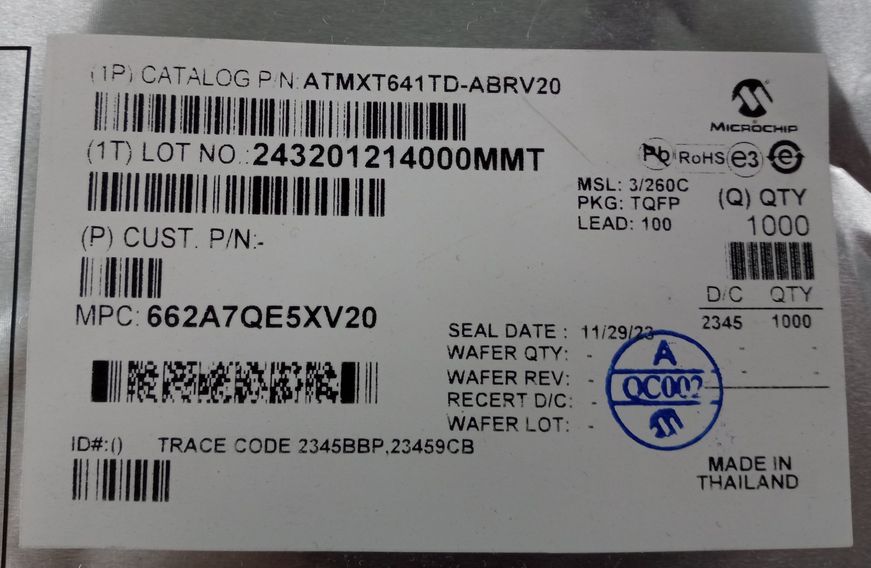 (1P) CATALOG P/N: ATMXT641TD-ABRV20
MICROCHIP
(1T) LOT NO.: 243201214000MMT
Pb RoHS e3 e
MSL: 3/260C
PKG: TQFP
LEAD: 100
(Q) QTY
1000
(P) CUST. P/N:-
D/C QTY
2345 1000
- -
- -
MPC: 662A7QE5XV20
SEAL DATE : 11/29/23
WAFER QTY: -
WAFER REV: -
RECERT D/C: -
WAFER LOT: -
A
QC002
ID#:() TRACE CODE 2345BBP,23459CB
MADE IN
THAILAND